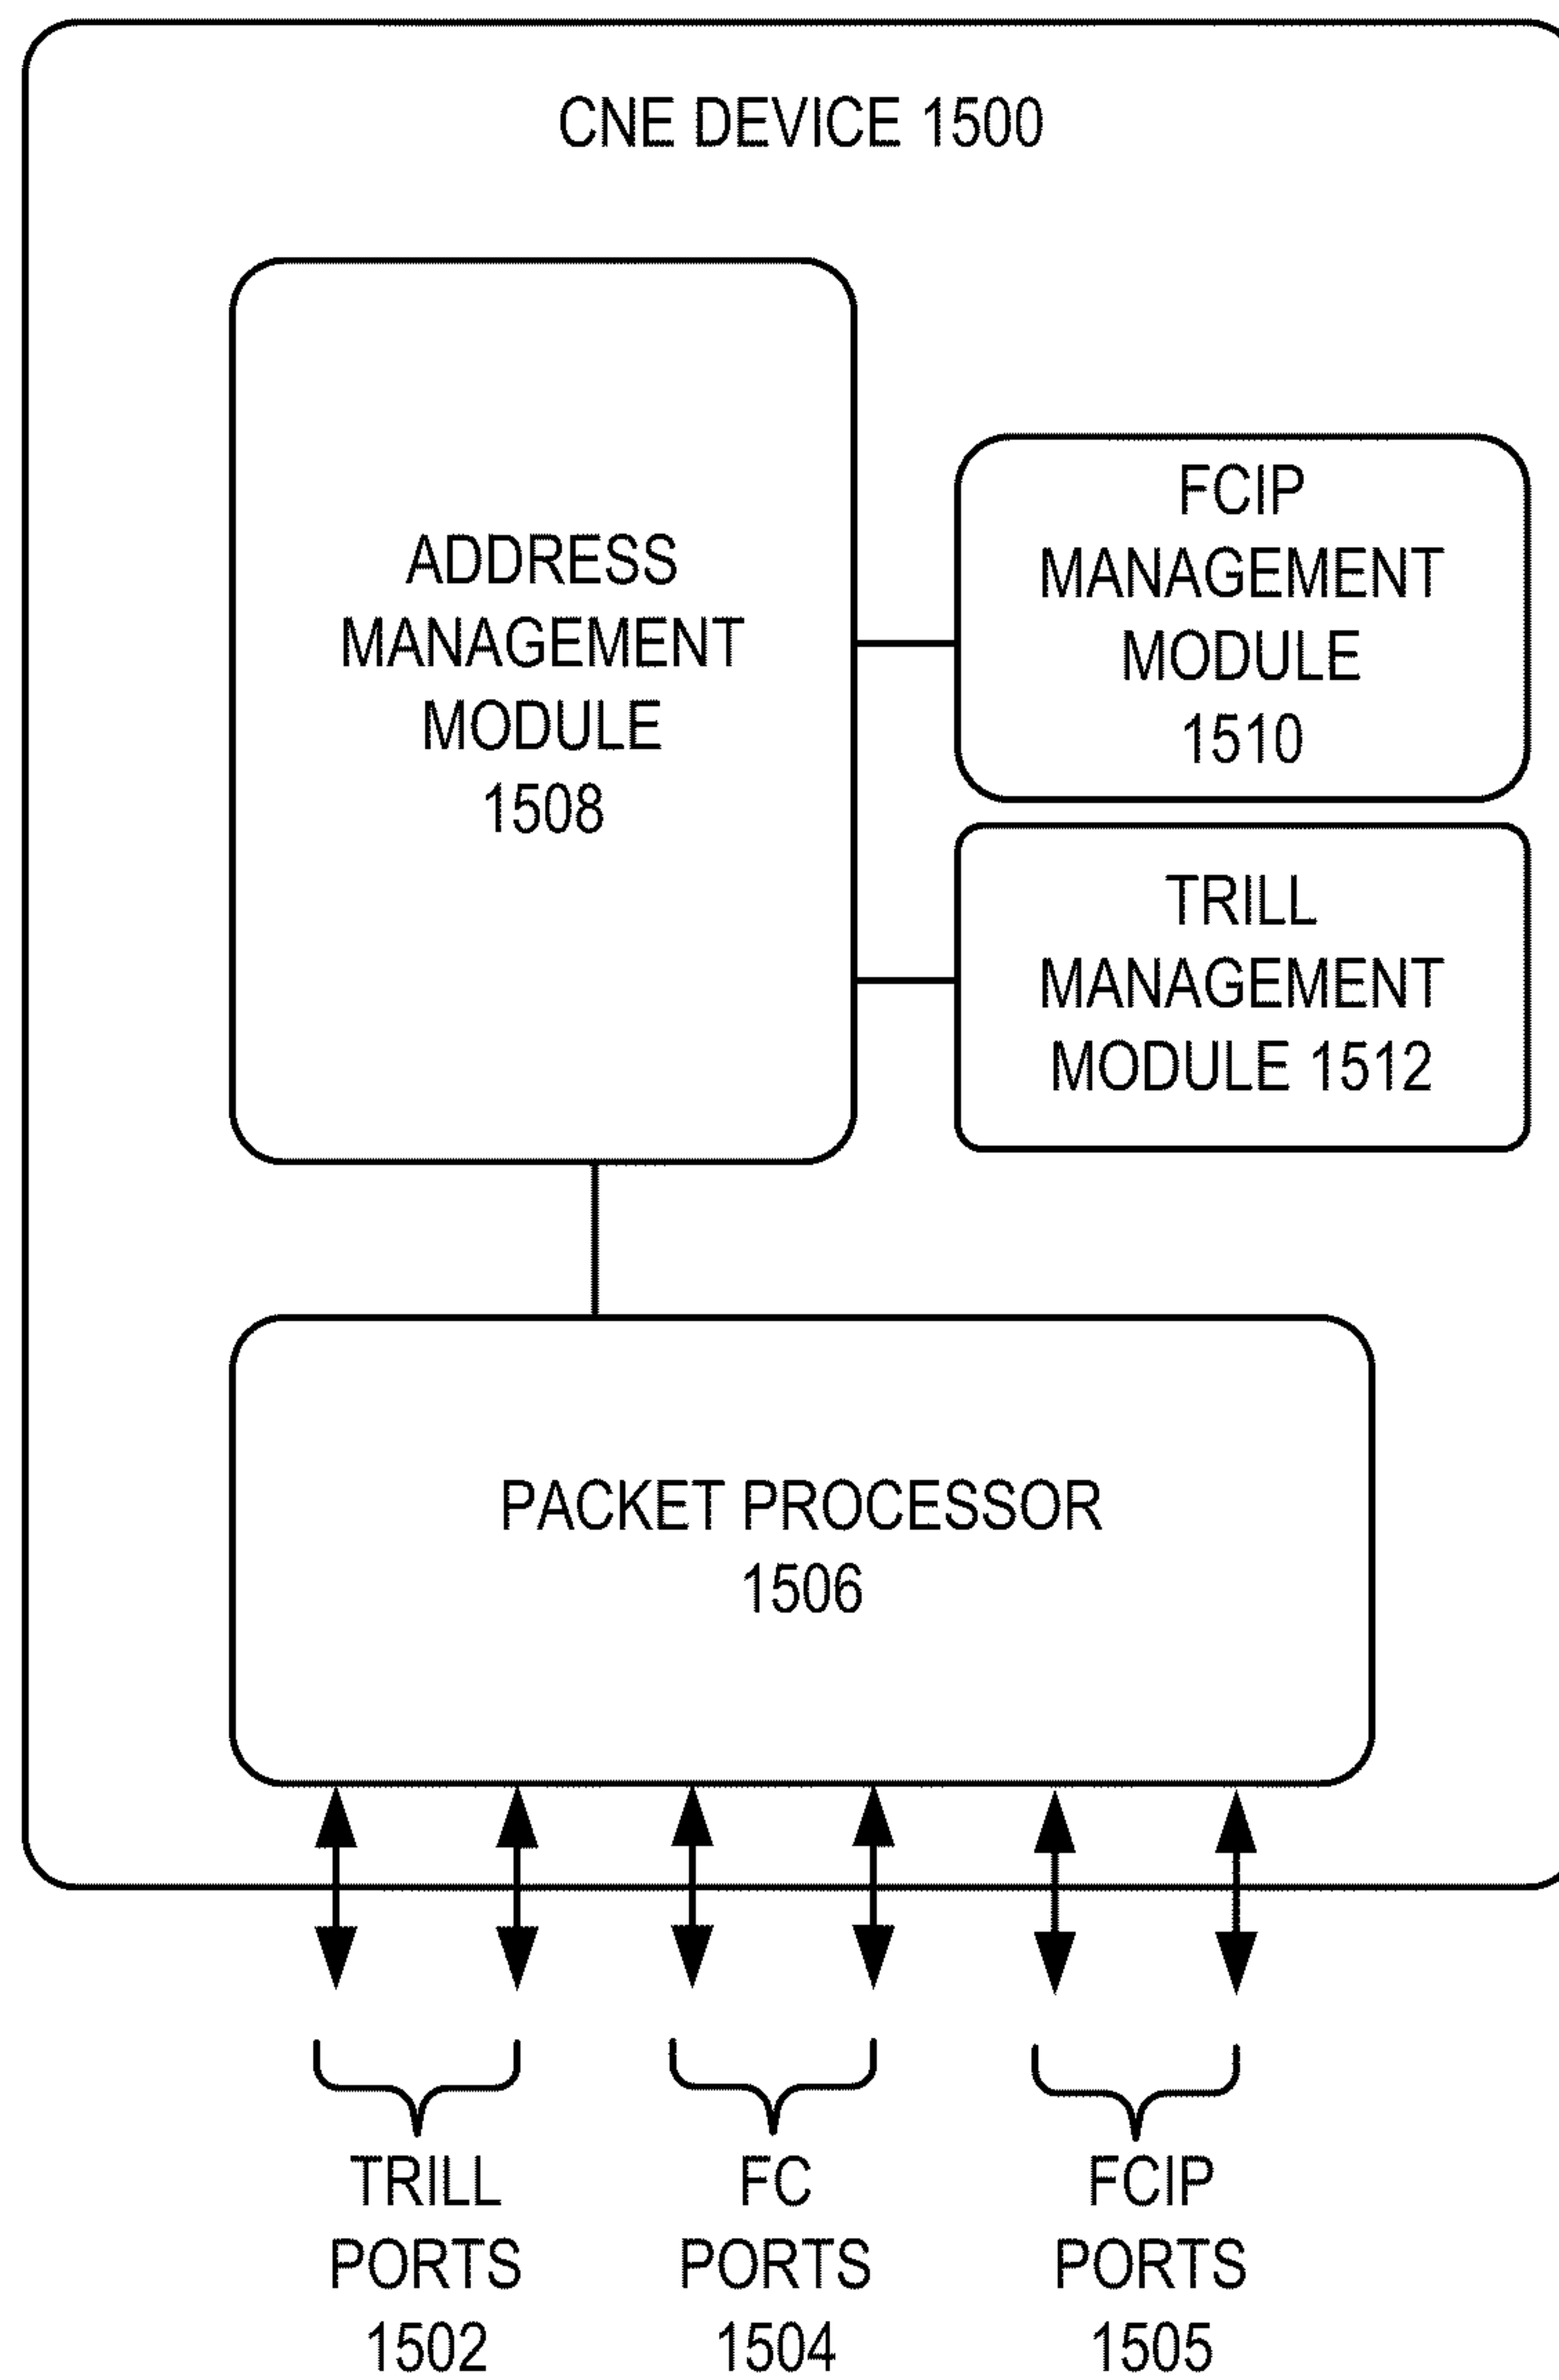 CNE DEVICE 1500
ADDRESS
MANAGEMENT
MODULE
1508
FCIP
MANAGEMENT
MODULE
1510
TRILL
MANAGEMENT
MODULE 1512
PACKET PROCESSOR
1506
TRILL
PORTS
1502
FC
PORTS
1504
FCIP
PORTS
1505